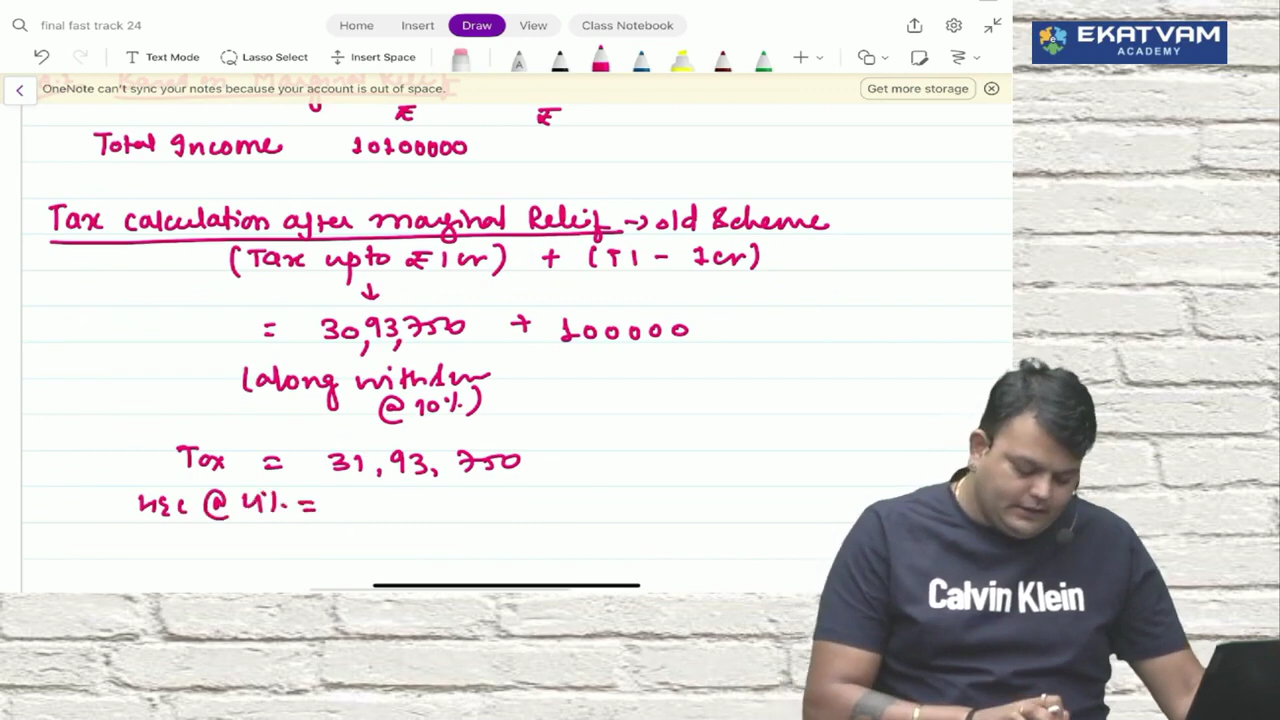 final fast track 24
Home Insert Draw View Class Notebook
Text Mode Lasso Select Insert Space
OneNote can't sync your notes because your account is out of space. Get more storage
₹ ₹
Total Income 10100000
Tax calculation after marginal Relief → old Scheme
(Tax upto ₹ 1 cr) + (TI - 1cr)
↓
= 30,93,750 + 100000
(along with
@ 10%)
Tax = 31,93,750
HEC @ 4% =
EKATVAM
ACADEMY
Calvin Klein